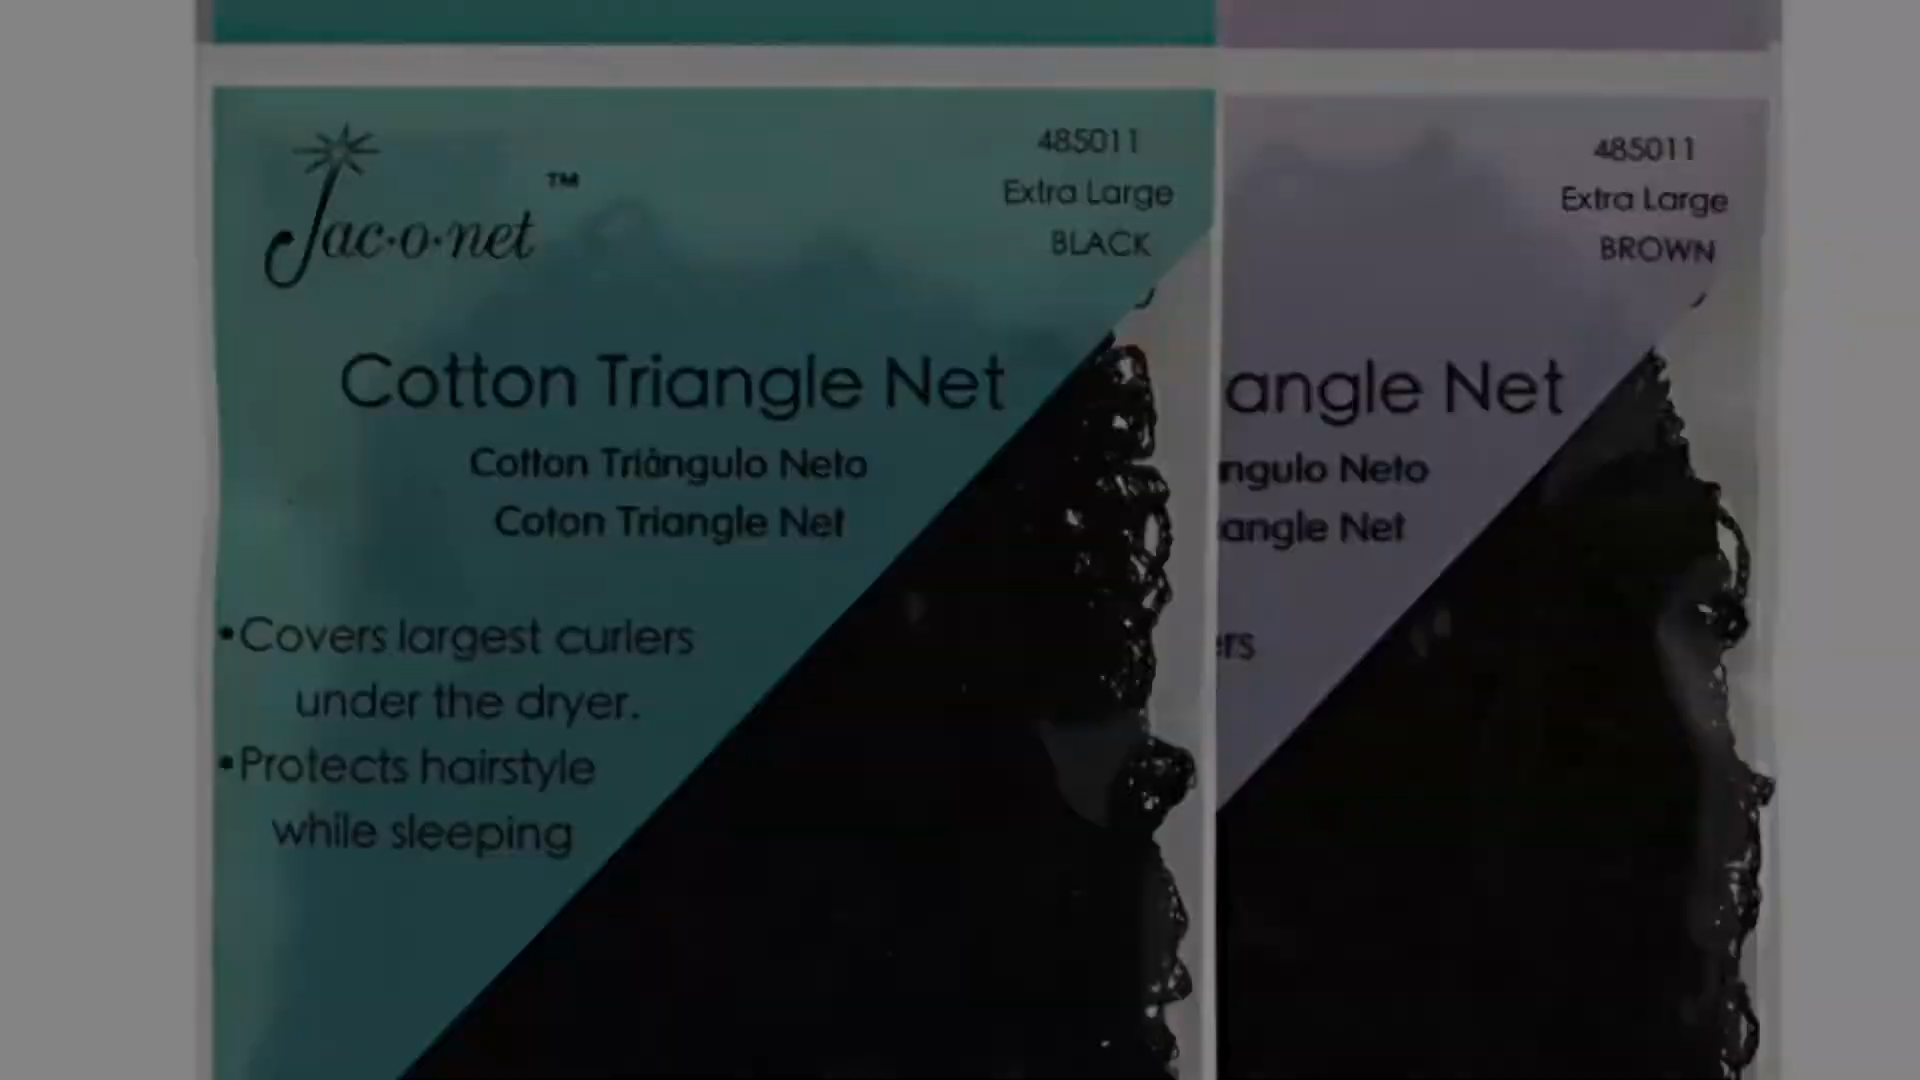 Jac·o·net™
485011
Extra Large
BLACK
Cotton Triangle Net
Cotton Triàngulo Neto
Coton Triangle Net
•Covers largest curlers
under the dryer.
•Protects hairstyle
while sleeping
485011
Extra Large
BROWN
angle Net
ngulo Neto
angle Net
ers